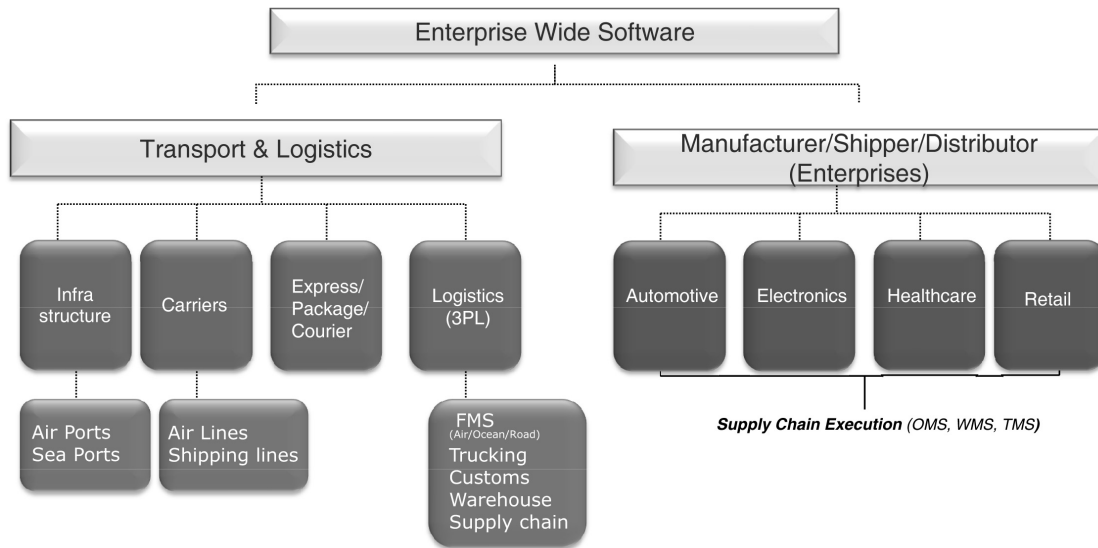 Enterprise Wide Software
Transport & Logistics
Manufacturer/Shipper/Distributor
(Enterprises)
Infra
structure
Carriers
Express/
Package/
Courier
Logistics
(3PL)
Automotive
Electronics
Healthcare
Retail
Air Ports
Sea Ports
Air Lines
Shipping lines
FMS
(Air/Ocean/Road)
Trucking
Customs
Warehouse
Supply chain
Supply Chain Execution (OMS, WMS, TMS)